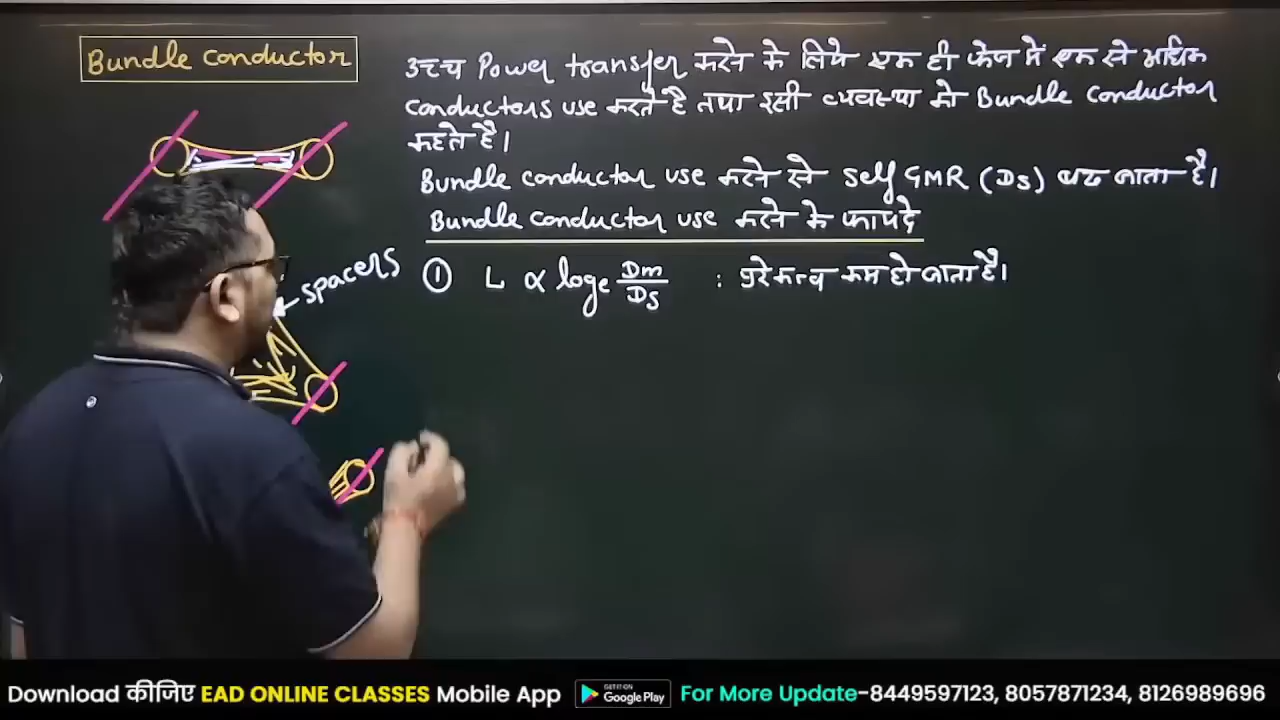 Bundle conductor
उच्च Power transfer करने के लिये एक ही फेज में एक से अधिक
conductors use करते है तथा इसी व्यवस्था को Bundle conductor
कहते है।
Bundle conductor use करने से Self GMR (Ds) बढ जाता है।
Bundle conductor use करने के फायदे
spacers
① L ∝ loge Dm/Ds : प्रेरकत्व कम हो जाता है।
Download कीजिए EAD ONLINE CLASSES Mobile App GET IT ON Google Play For More Update-8449597123, 8057871234, 8126989696